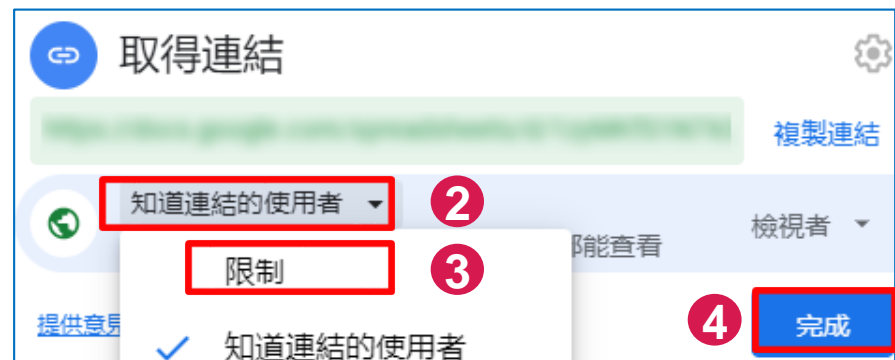 取得連結
複製連結
知道連結的使用者
2
都能查看
檢視者
限制
3
提供意見
4
完成
知道連結的使用者